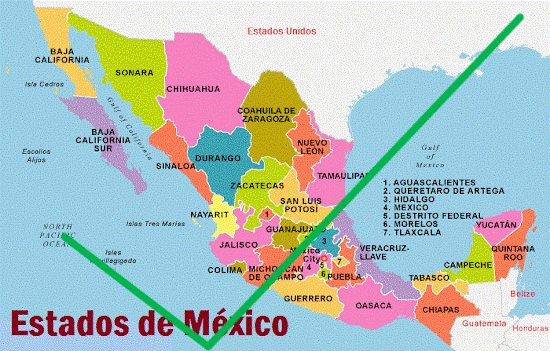 Estados Unidos
BAJA
CALIFORNIA
SONORA
CHIHUAHUA
Isla Cedros
Gulf of California
COAHUILA DE
ZARAGOZA
BAJA
CALIFORNIA
SUR
Escollos
Alijos
SINALOA
DURANGO
NUEVO
LEÓN
Gulf
of
Mexico
TAMAULIPAS
ZACATECAS
SAN LUIS
POTOSÍ
1. AGUASCALIENTES
2. QUERETARO DE ARTEGA
3. HIDALGO
4. MEXICO
5. DESTRITO FEDERAL
6. MORELOS
7. TLAXCALA
NAYARIT
Islas Tres Marias
1
NORTH
PACIFIC
OCEAN
JALISCO
GUANAJUATO
3
VERACRUZ-
LLAVE
YUCATÁN
QUINTANA
ROO
CAMPECHE
Islas
COLIMA
MICHOACAN
DE OCAMPO
Mexico
City
4
5
6
7
PUEBLA
TABASCO
GUERRERO
OAXACA
CHIAPAS
Belize
Guatemala
Honduras
Estados de México